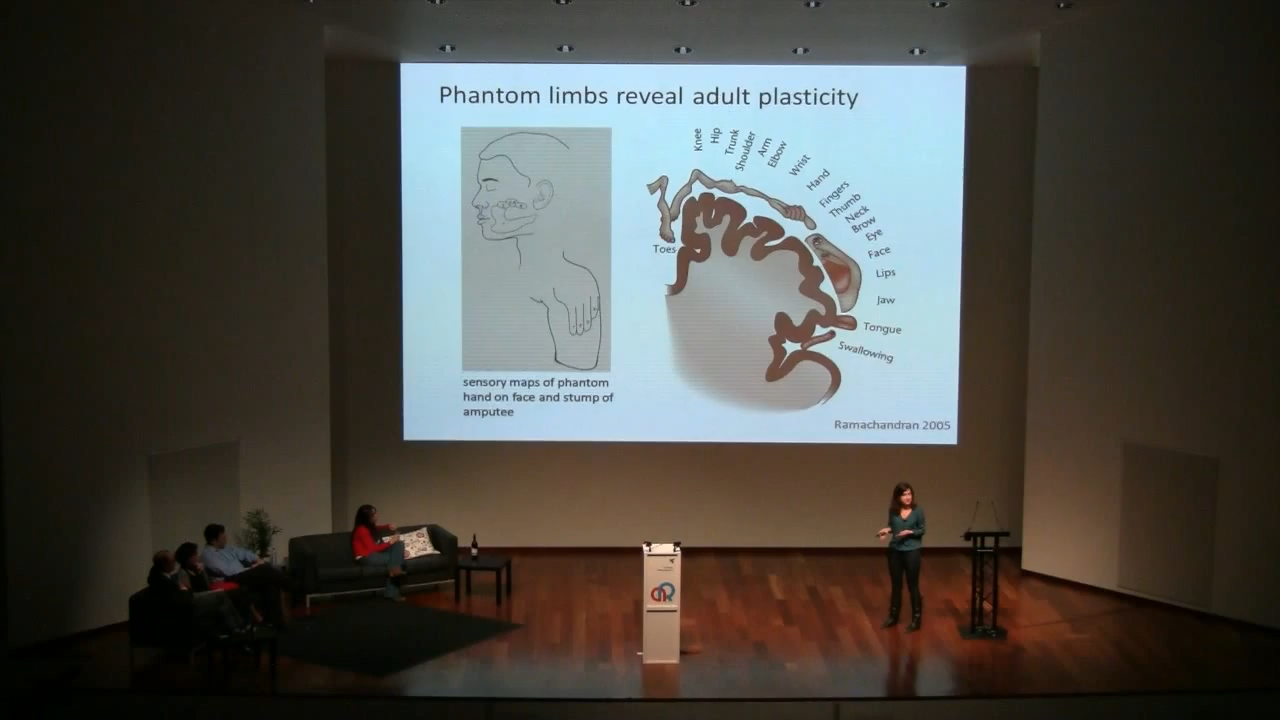 Phantom limbs reveal adult plasticity
Knee
Hip
Trunk
Shoulder
Arm
Elbow
Wrist
Hand
Fingers
Thumb
Neck
Brow
Eye
Face
Lips
Jaw
Tongue
Swallowing
Toes
sensory maps of phantom
hand on face and stump of
amputee
Ramachandran 2005